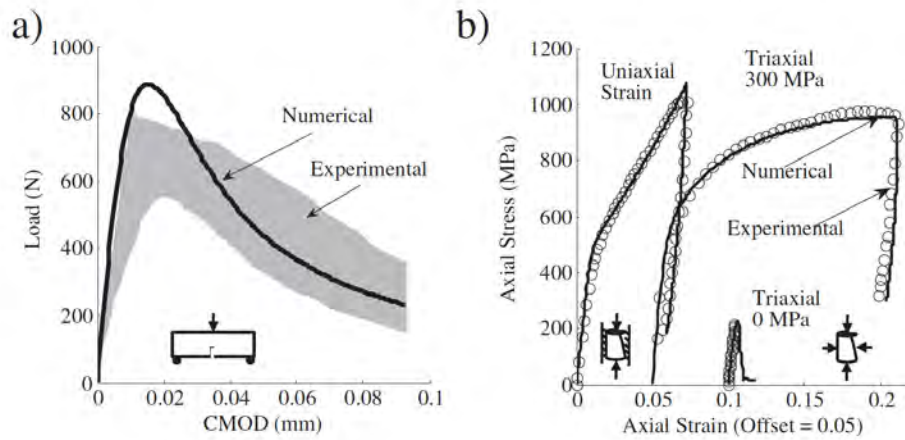 a)
1000
800
600
400
200
0
Load (N)
Numerical
Experimental
0
0.02
0.04
0.06
0.08
0.1
CMOD (mm)
b)
1200
1000
800
600
400
200
0
Axial Stress (MPa)
Uniaxial
Strain
Triaxial
300 MPa
Numerical
Experimental
Triaxial
0 MPa
0
0.05
0.1
0.15
0.2
Axial Strain (Offset = 0.05)